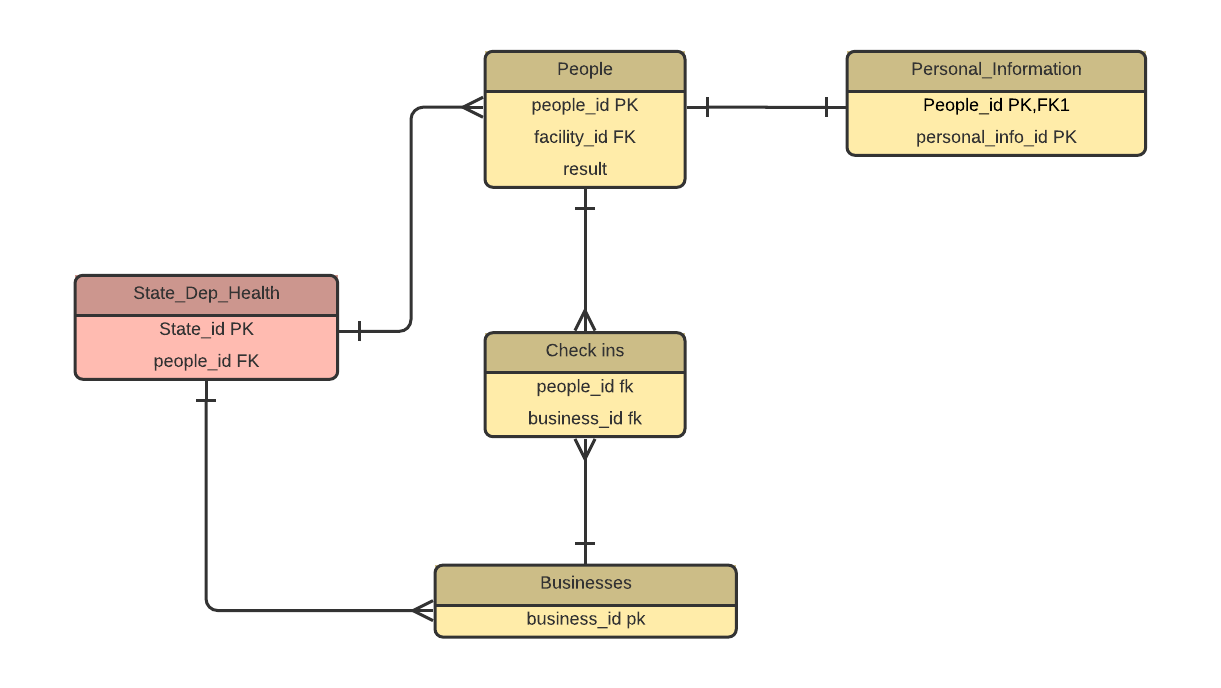 People
people_id PK
facility_id FK
result
Personal_Information
People_id PK,FK1
personal_info_id PK
State_Dep_Health
State_id PK
people_id FK
Check ins
people_id fk
business_id fk
Businesses
business_id pk